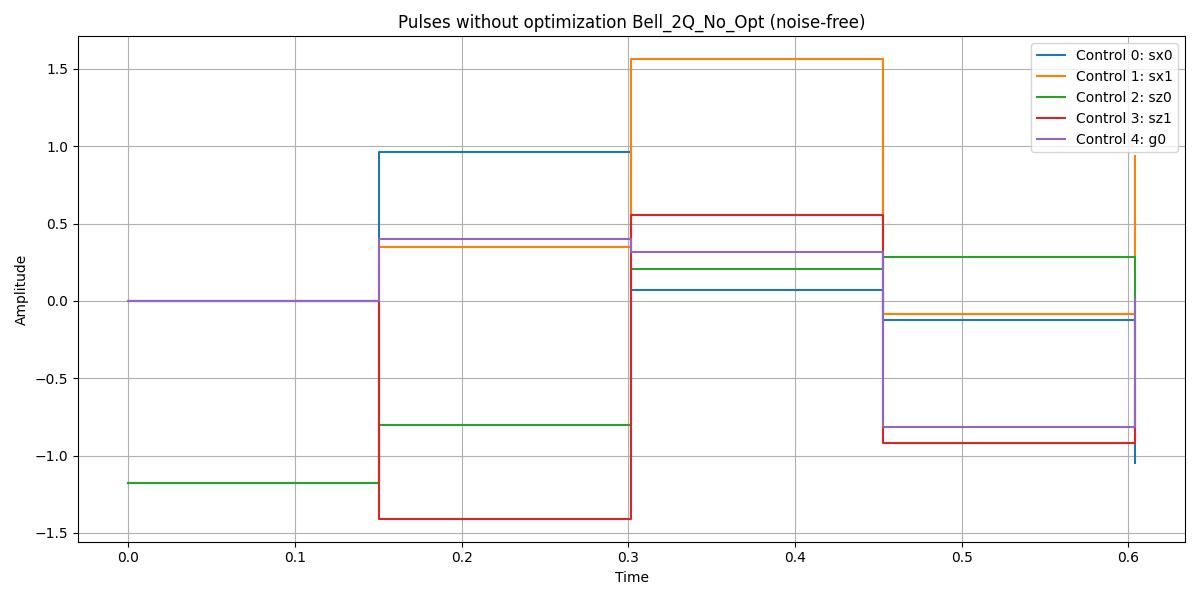 Pulses without optimization Bell_2Q_No_Opt (noise-free)
Control 0: sx0
Control 1: sx1
Control 2: sz0
Control 3: sz1
Control 4: g0
Amplitude
1.5
1.0
0.5
0.0
−0.5
−1.0
−1.5
0.0 0.1 0.2 0.3 0.4 0.5 0.6
Time